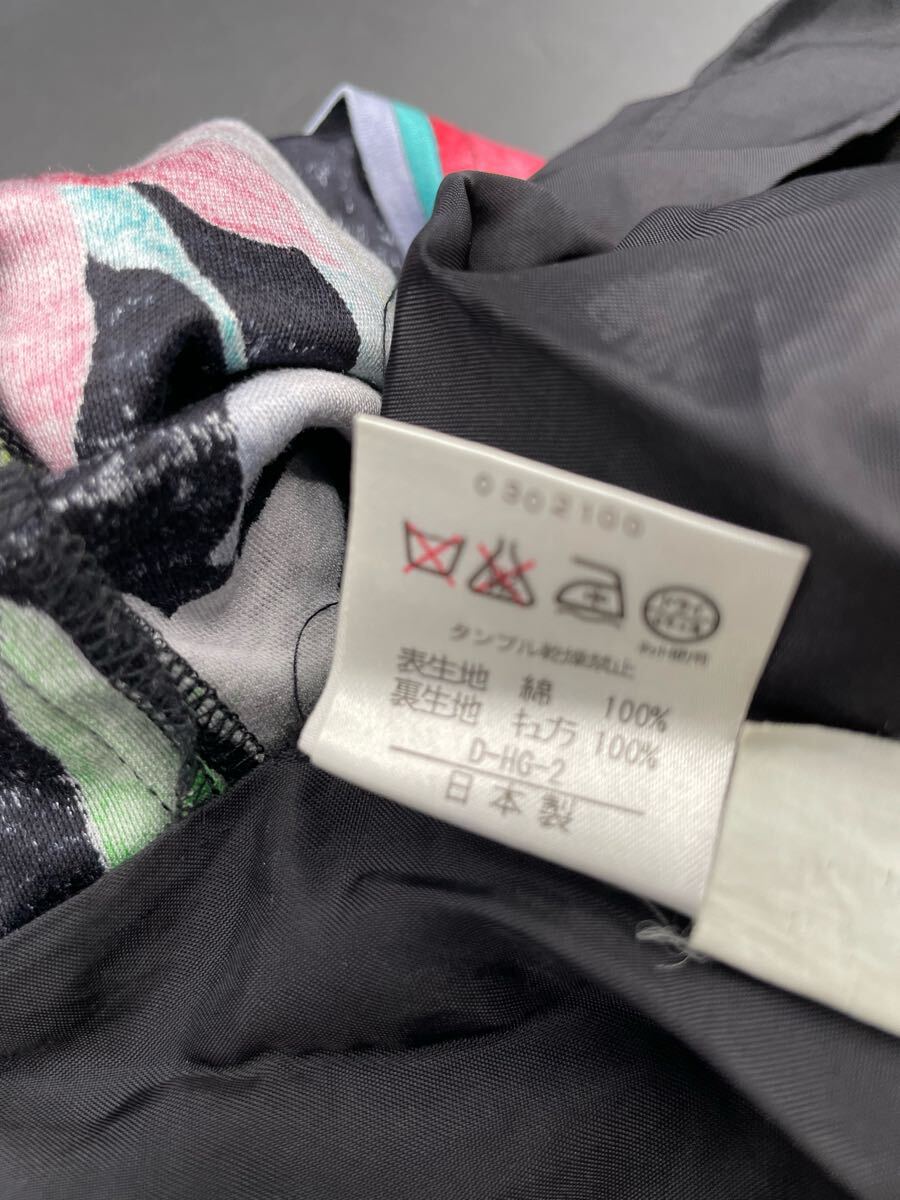 0302100
タンブル乾燥禁止
表生地 綿 100%
裏生地 キュプラ 100%
D-HG-2
日本製